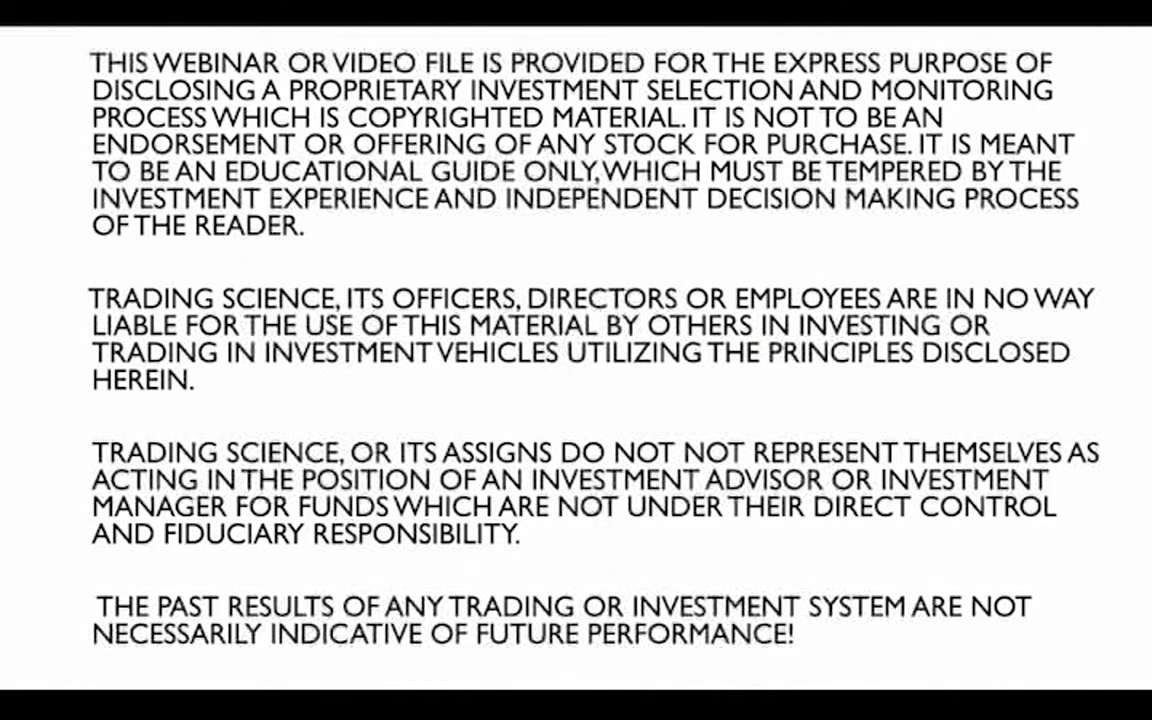 THIS WEBINAR OR VIDEO FILE IS PROVIDED FOR THE EXPRESS PURPOSE OF
DISCLOSING A PROPRIETARY INVESTMENT SELECTION AND MONITORING
PROCESS WHICH IS COPYRIGHTED MATERIAL. IT IS NOT TO BE AN
ENDORSEMENT OR OFFERING OF ANY STOCK FOR PURCHASE. IT IS MEANT
TO BE AN EDUCATIONAL GUIDE ONLY, WHICH MUST BE TEMPERED BY THE
INVESTMENT EXPERIENCE AND INDEPENDENT DECISION MAKING PROCESS
OF THE READER.
TRADING SCIENCE, ITS OFFICERS, DIRECTORS OR EMPLOYEES ARE IN NO WAY
LIABLE FOR THE USE OF THIS MATERIAL BY OTHERS IN INVESTING OR
TRADING IN INVESTMENT VEHICLES UTILIZING THE PRINCIPLES DISCLOSED
HEREIN.
TRADING SCIENCE, OR ITS ASSIGNS DO NOT NOT REPRESENT THEMSELVES AS
ACTING IN THE POSITION OF AN INVESTMENT ADVISOR OR INVESTMENT
MANAGER FOR FUNDS WHICH ARE NOT UNDER THEIR DIRECT CONTROL
AND FIDUCIARY RESPONSIBILITY.
THE PAST RESULTS OF ANY TRADING OR INVESTMENT SYSTEM ARE NOT
NECESSARILY INDICATIVE OF FUTURE PERFORMANCE!